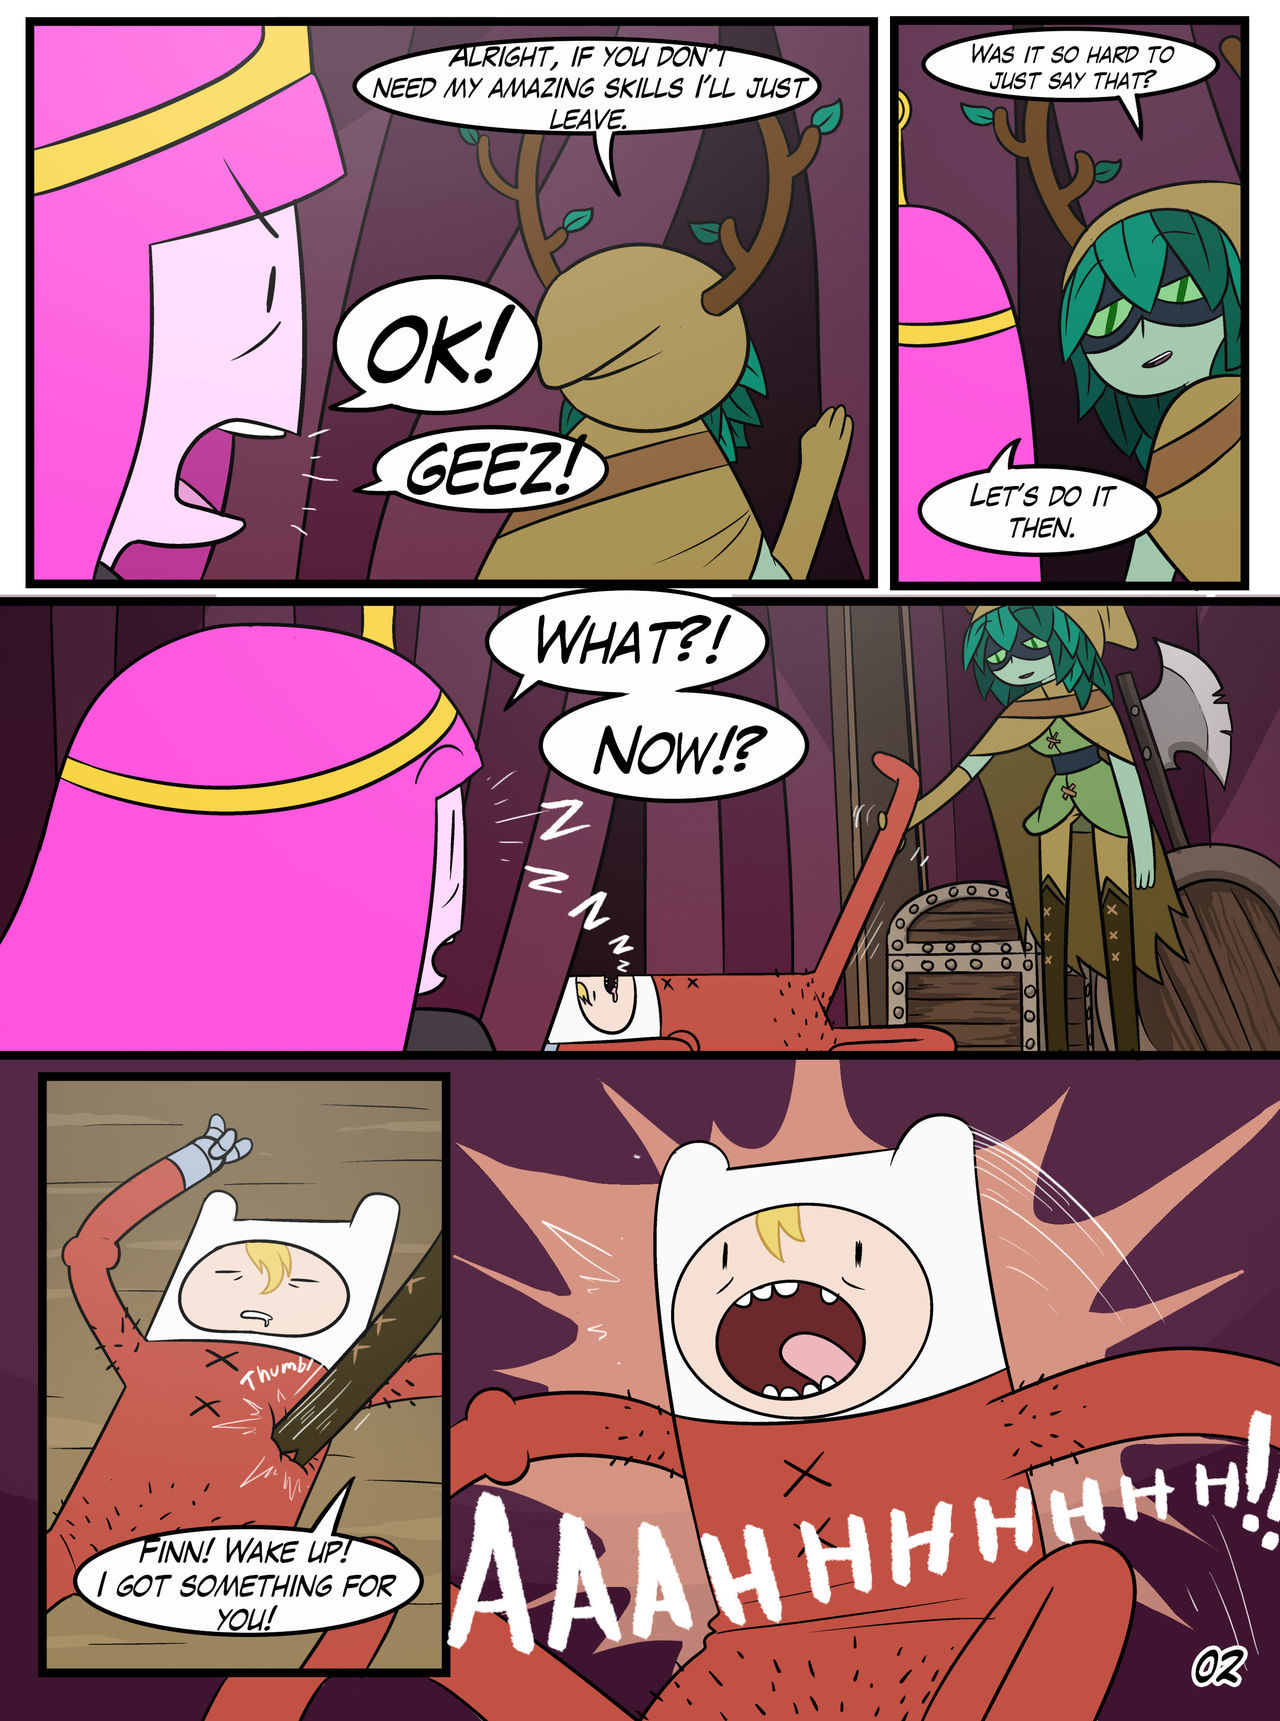 ALRIGHT, IF YOU DON'T
NEED MY AMAZING SKILLS I'LL JUST
LEAVE.
OK!
GEEZ!
WAS IT SO HARD TO
JUST SAY THAT?
LET'S DO IT
THEN.
WHAT?!
NOW!?
Z
Z
Z
Z
Z
Thumb!
FINN! WAKE UP!
I GOT SOMETHING FOR
YOU!
AAAHHHHHHHHH!!
02